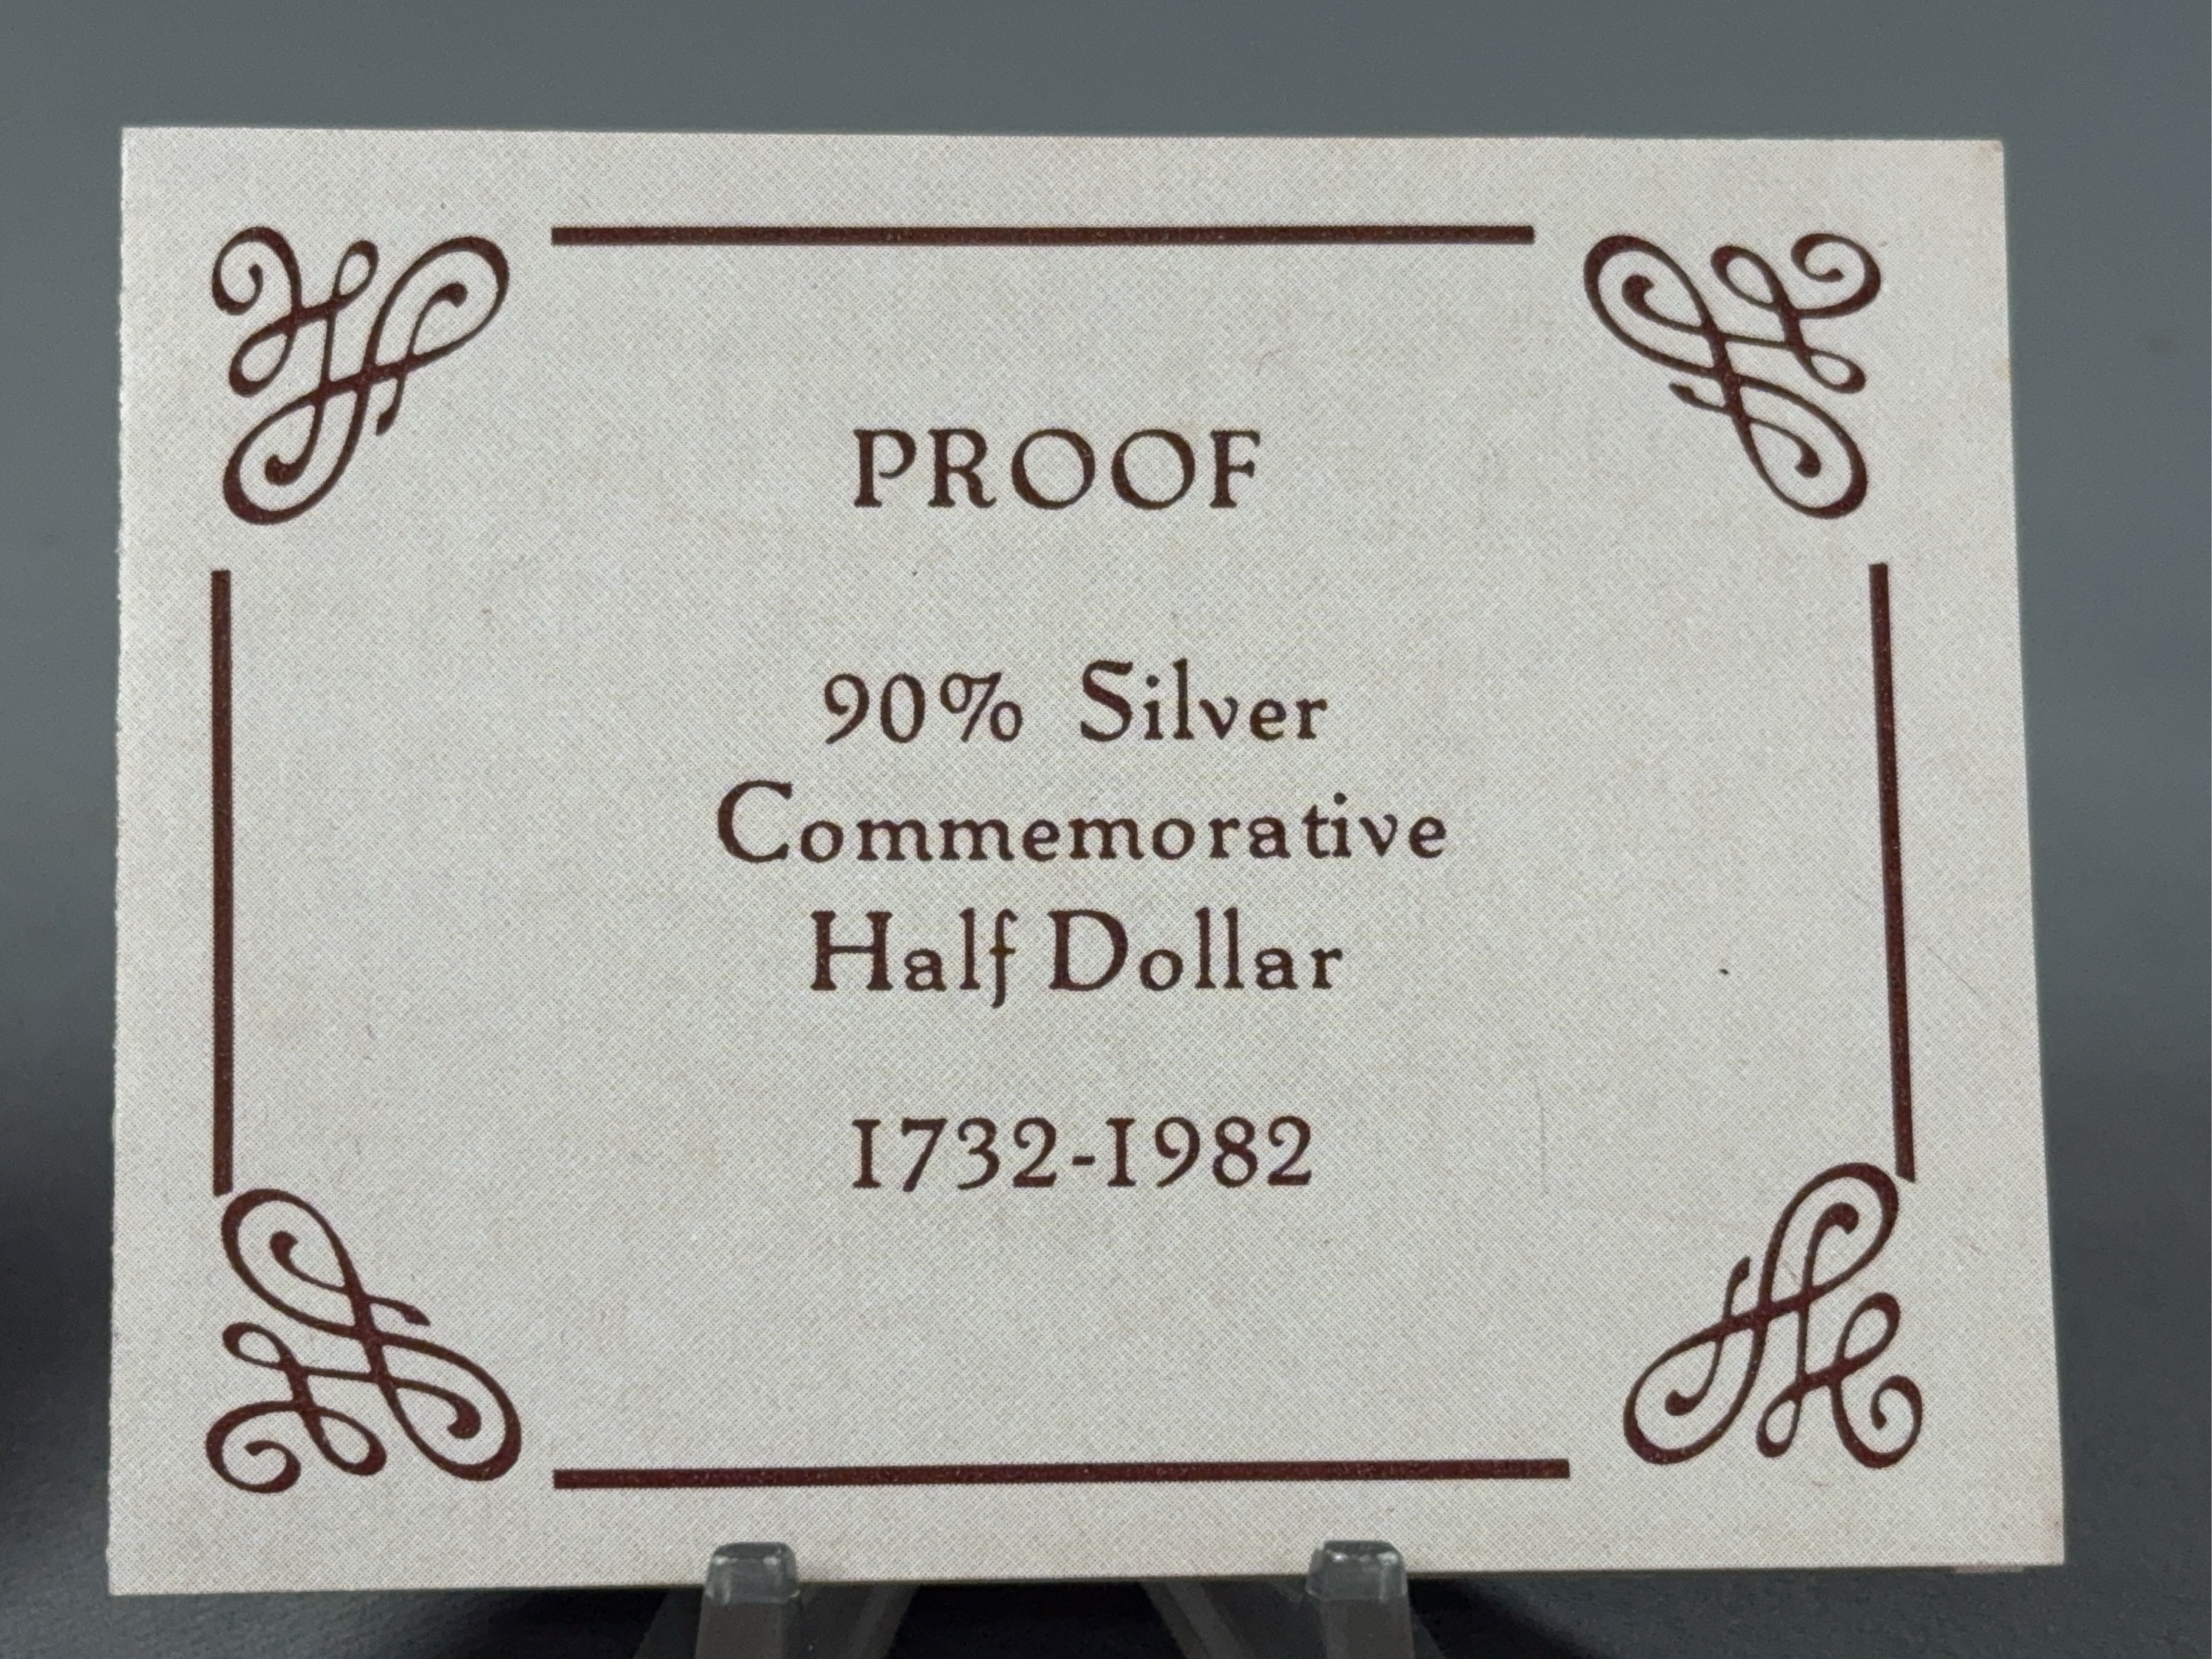 PROOF
90% Silver
Commemorative
Half Dollar
1732-1982